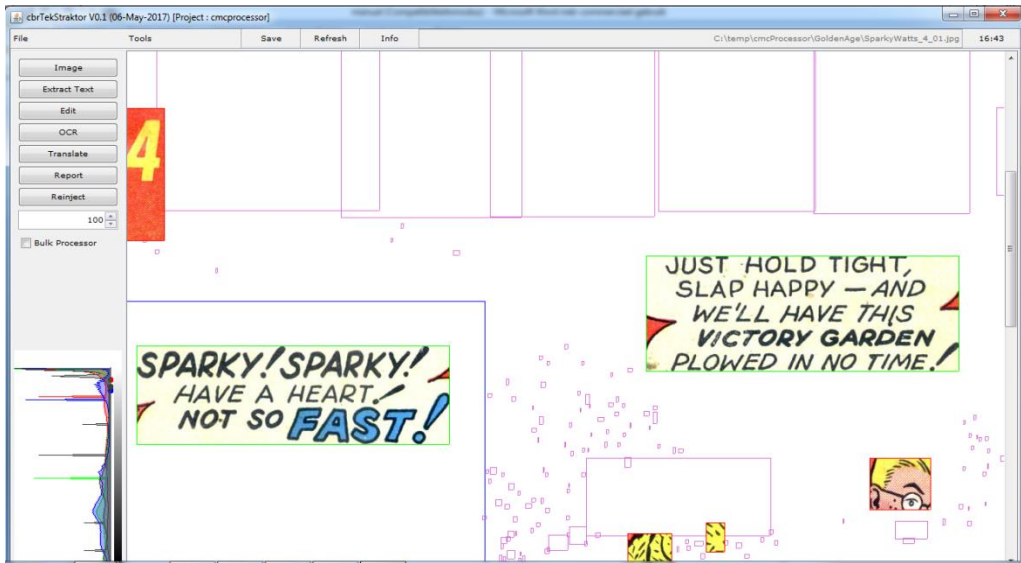 cbrTekStraktor V0.1 (06-May-2017) [Project : cmcprocessor]
File Tools Save Refresh Info C:\temp\cmcProcessor\GoldenAge\SparkyWatts_4_01.jpg 16:43
Image
Extract Text
Edit
OCR
Translate
Report
Reinject
100
Bulk Processor
4
JUST HOLD TIGHT,
SLAP HAPPY — AND
WE'LL HAVE THIS
VICTORY GARDEN
PLOWED IN NO TIME!
SPARKY! SPARKY!
HAVE A HEART!
NOT SO FAST!